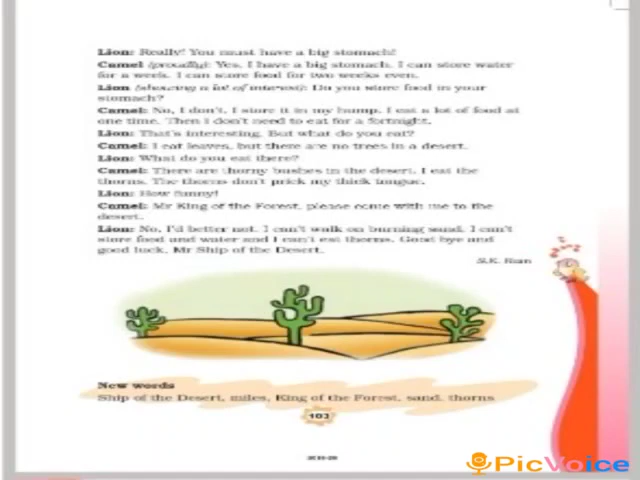 Lion: Really! You must have a big stomach!
Camel (proudly): Yes, I have a big stomach. I can store water
for a week. I can store food for two weeks even.
Lion (showing a lot of interest): Do you store food in your
stomach?
Camel: No, I don't. I store it in my hump. I eat a lot of food at
one time. Then I don't need to eat for a fortnight.
Lion: That's interesting. But what do you eat?
Camel: I eat leaves, but there are no trees in a desert.
Lion: What do you eat there?
Camel: There are thorny bushes in the desert. I eat the
thorns. The thorns don't prick my thick tongue.
Lion: How funny!
Camel: Mr King of the Forest, please come with me to the
desert.
Lion: No, I'd better not. I can't walk on burning sand. I can't
store food and water and I can't eat thorns. Good bye and
good luck, Mr Ship of the Desert.
New words
Ship of the Desert, miles, King of the Forest, sand, thorns
103
PicVoice